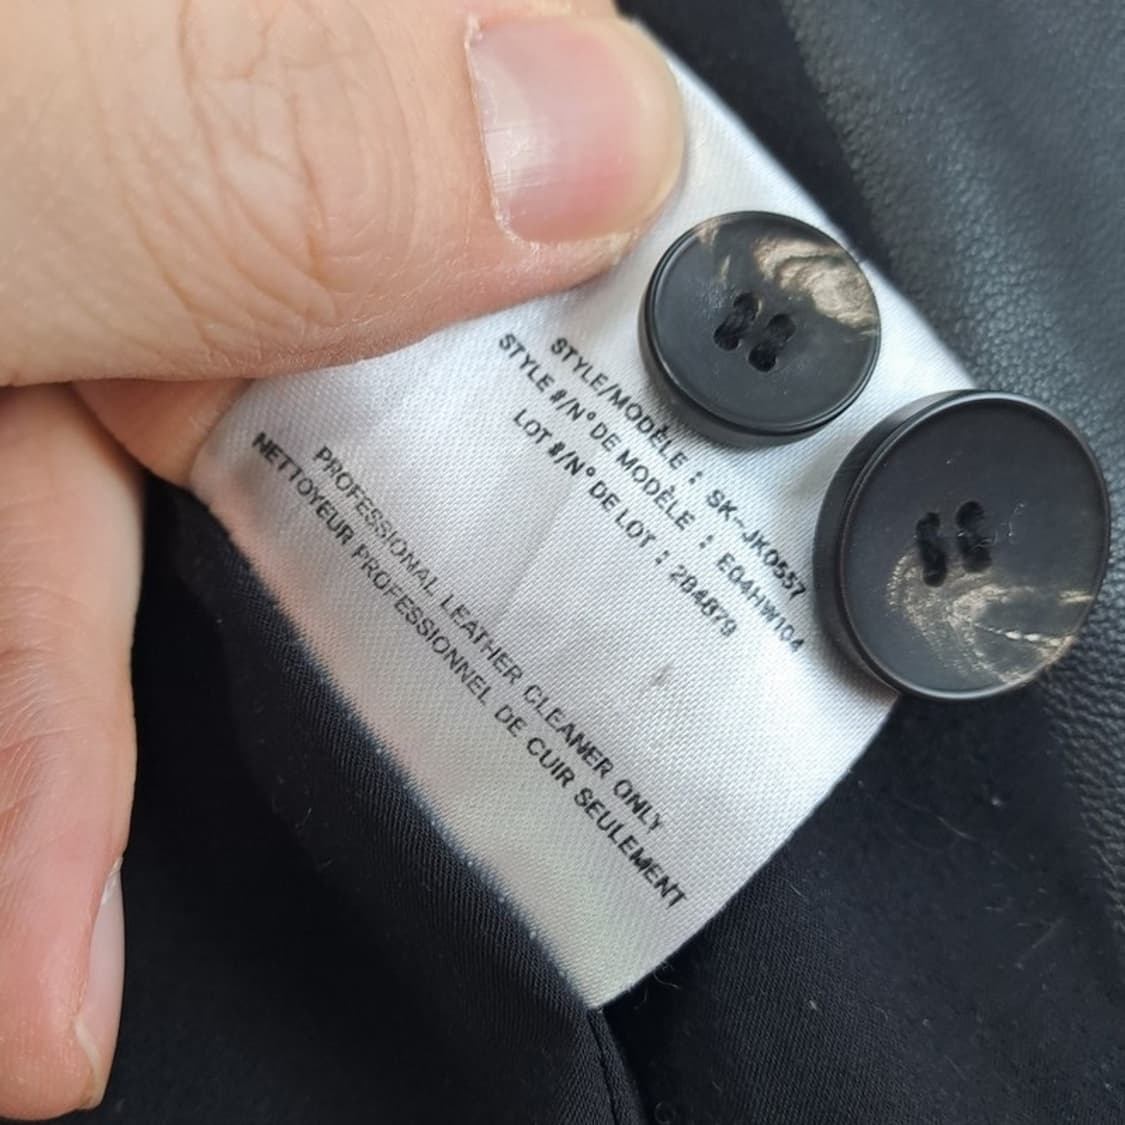 STYLE/MODÈLE : SK-JK0557
STYLE #/N° DE MODÈLE : E04HW104
LOT #/N° DE LOT : 284879
PROFESSIONAL LEATHER CLEANER ONLY
NETTOYEUR PROFESSIONNEL DE CUIR SEULEMENT